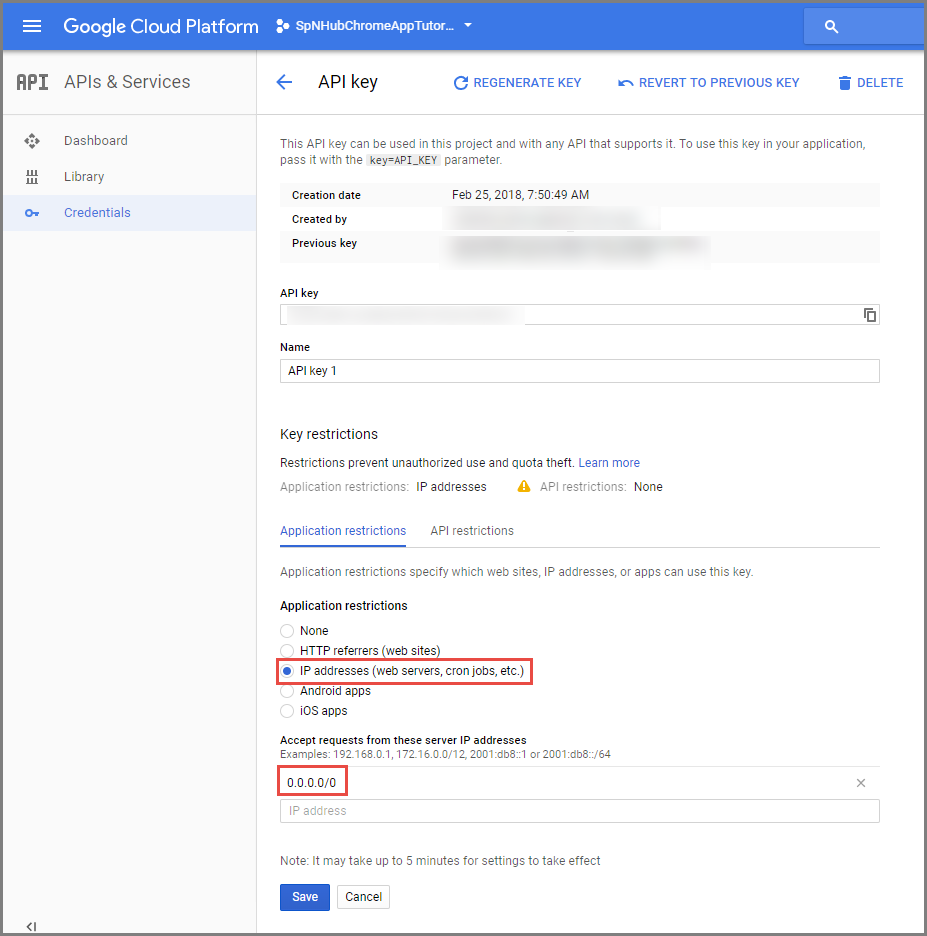 Google Cloud Platform SpNHubChromeAppTutor...
API APIs & Services
API key REGENERATE KEY REVERT TO PREVIOUS KEY DELETE
Dashboard
Library
Credentials
This API key can be used in this project and with any API that supports it. To use this key in your application,
pass it with the key=API_KEY parameter.
Creation date Feb 25, 2018, 7:50:49 AM
Created by
Previous key
API key
Name
API key 1
Key restrictions
Restrictions prevent unauthorized use and quota theft. Learn more
Application restrictions: IP addresses API restrictions: None
Application restrictions API restrictions
Application restrictions specify which web sites, IP addresses, or apps can use this key.
Application restrictions
None
HTTP referrers (web sites)
IP addresses (web servers, cron jobs, etc.)
Android apps
iOS apps
Accept requests from these server IP addresses
Examples: 192.168.0.1, 172.16.0.0/12, 2001:db8::1 or 2001:db8::/64
0.0.0.0/0
IP address
Note: It may take up to 5 minutes for settings to take effect
Save Cancel